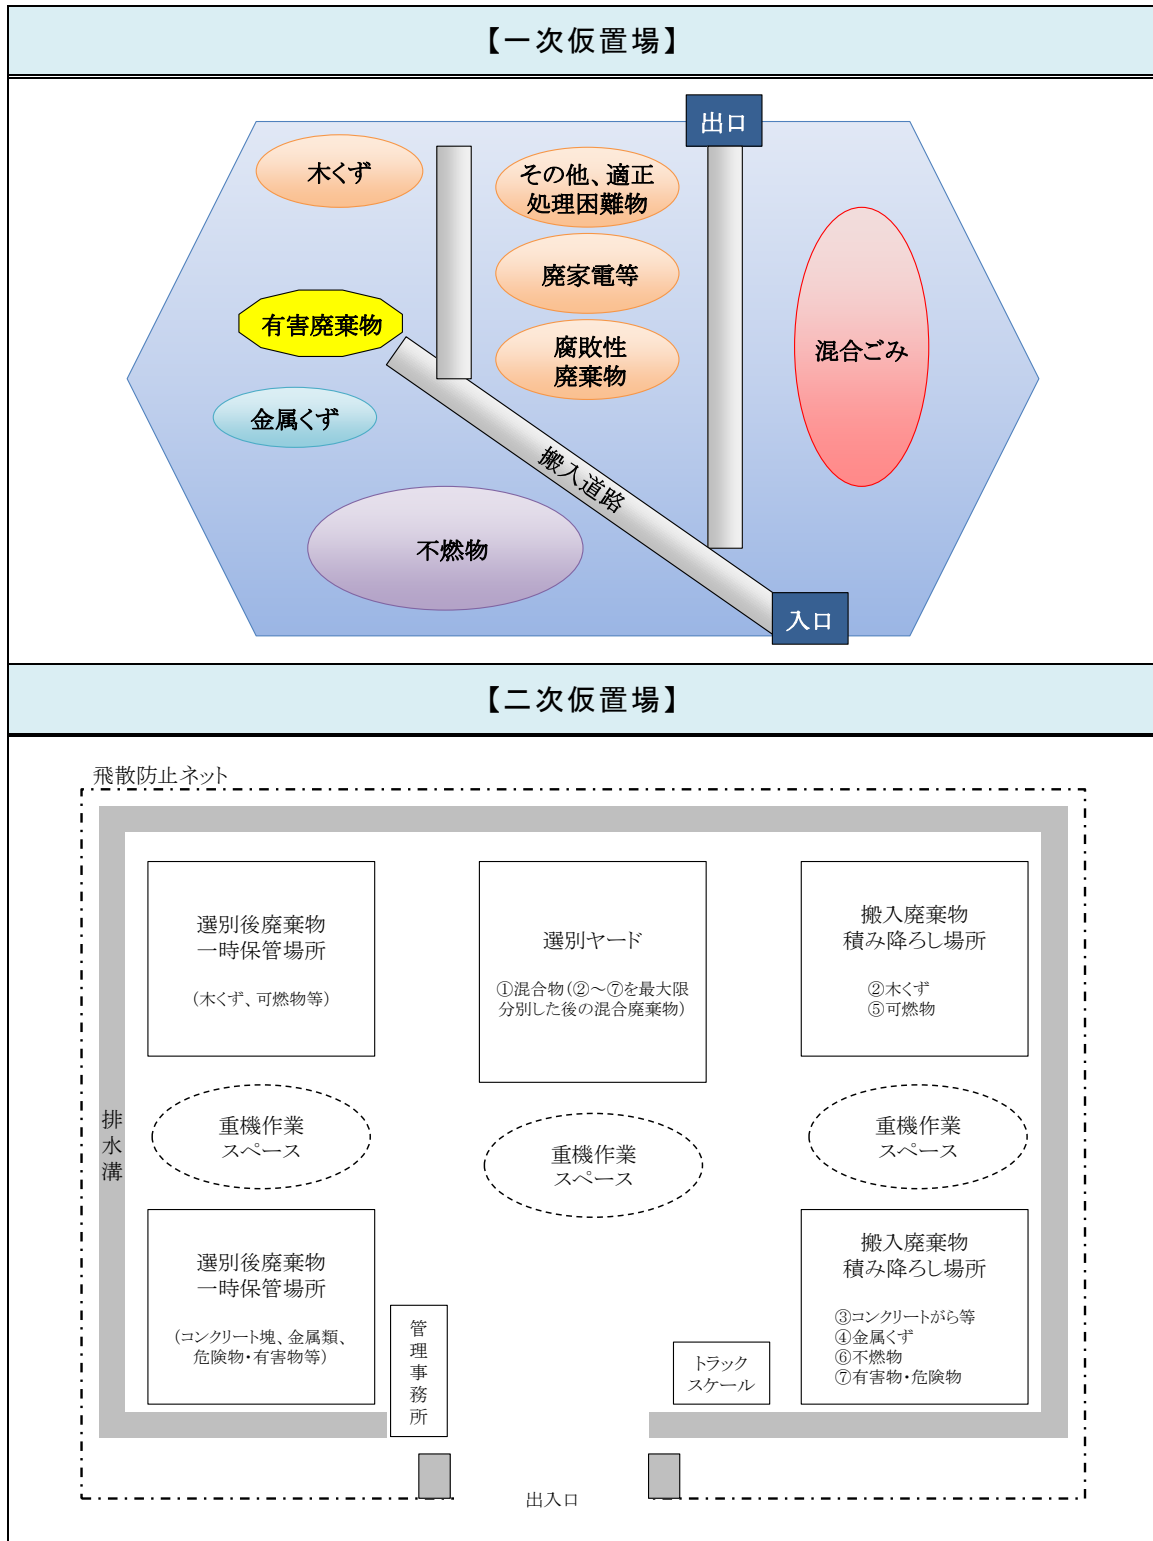 【一次仮置場】
出口
木くず
その他、適正
処理困難物
廃家電等
有害廃棄物
腐敗性
廃棄物
混合ごみ
金属くず
搬入道路
不燃物
入口
【二次仮置場】
飛散防止ネット
選別後廃棄物
一時保管場所
（木くず、可燃物等）
選別ヤード
①混合物（②～⑦を最大限
分別した後の混合廃棄物）
搬入廃棄物
積み降ろし場所
②木くず
⑤可燃物
排水溝
重機作業
スペース
重機作業
スペース
重機作業
スペース
選別後廃棄物
一時保管場所
（コンクリート塊、金属類、
危険物・有害物等）
管理事務所
トラック
スケール
搬入廃棄物
積み降ろし場所
③コンクリートがら等
④金属くず
⑥不燃物
⑦有害物・危険物
出入口